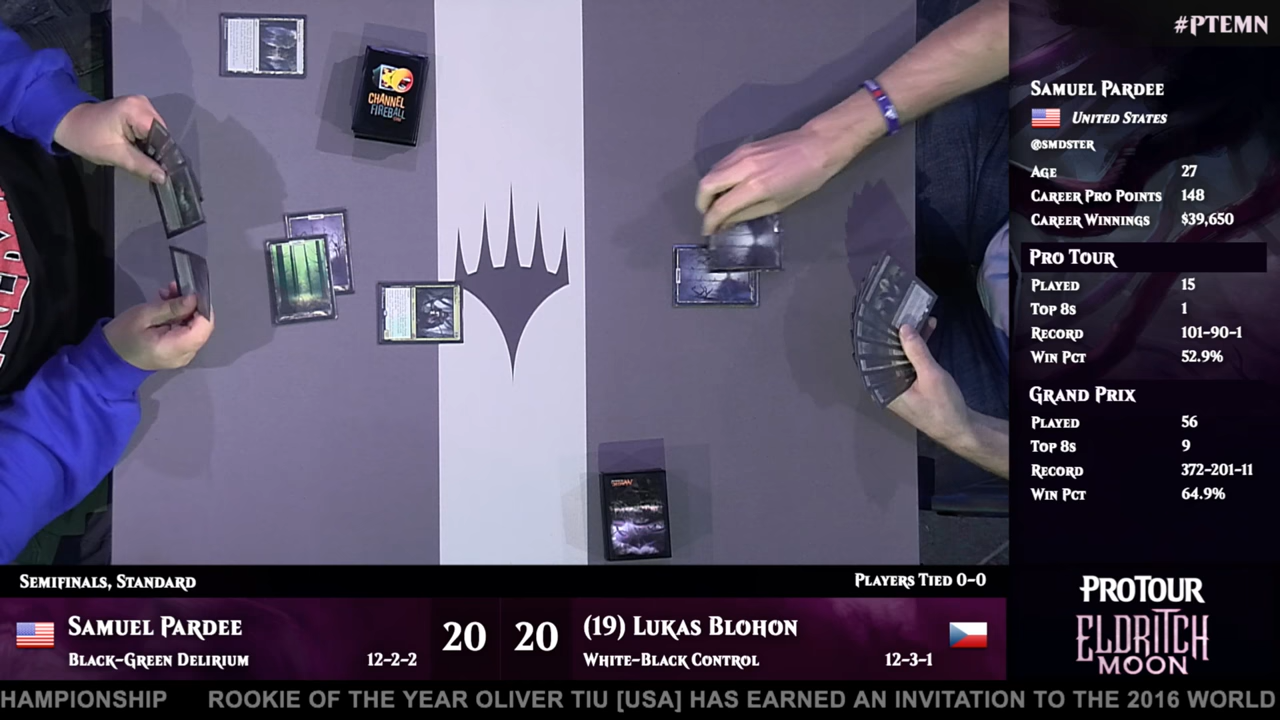 #PTEMN
CHANNEL
FIREBALL
SAMUEL PARDEE
UNITED STATES
@SMDSTER
AGE 27
CAREER PRO POINTS 148
CAREER WINNINGS $39,650
PRO TOUR
PLAYED 15
TOP 8S 1
RECORD 101-90-1
WIN PCT 52.9%
GRAND PRIX
PLAYED 56
TOP 8S 9
RECORD 372-201-11
WIN PCT 64.9%
SEMIFINALS, STANDARD
PLAYERS TIED 0-0
SAMUEL PARDEE
BLACK-GREEN DELIRIUM 12-2-2
20 20
(19) LUKAS BLOHON
WHITE-BLACK CONTROL 12-3-1
PROTOUR
ELDRITCH
MOON
HAMPIONSHIP ROOKIE OF THE YEAR OLIVER TIU [USA] HAS EARNED AN INVITATION TO THE 2016 WORLD